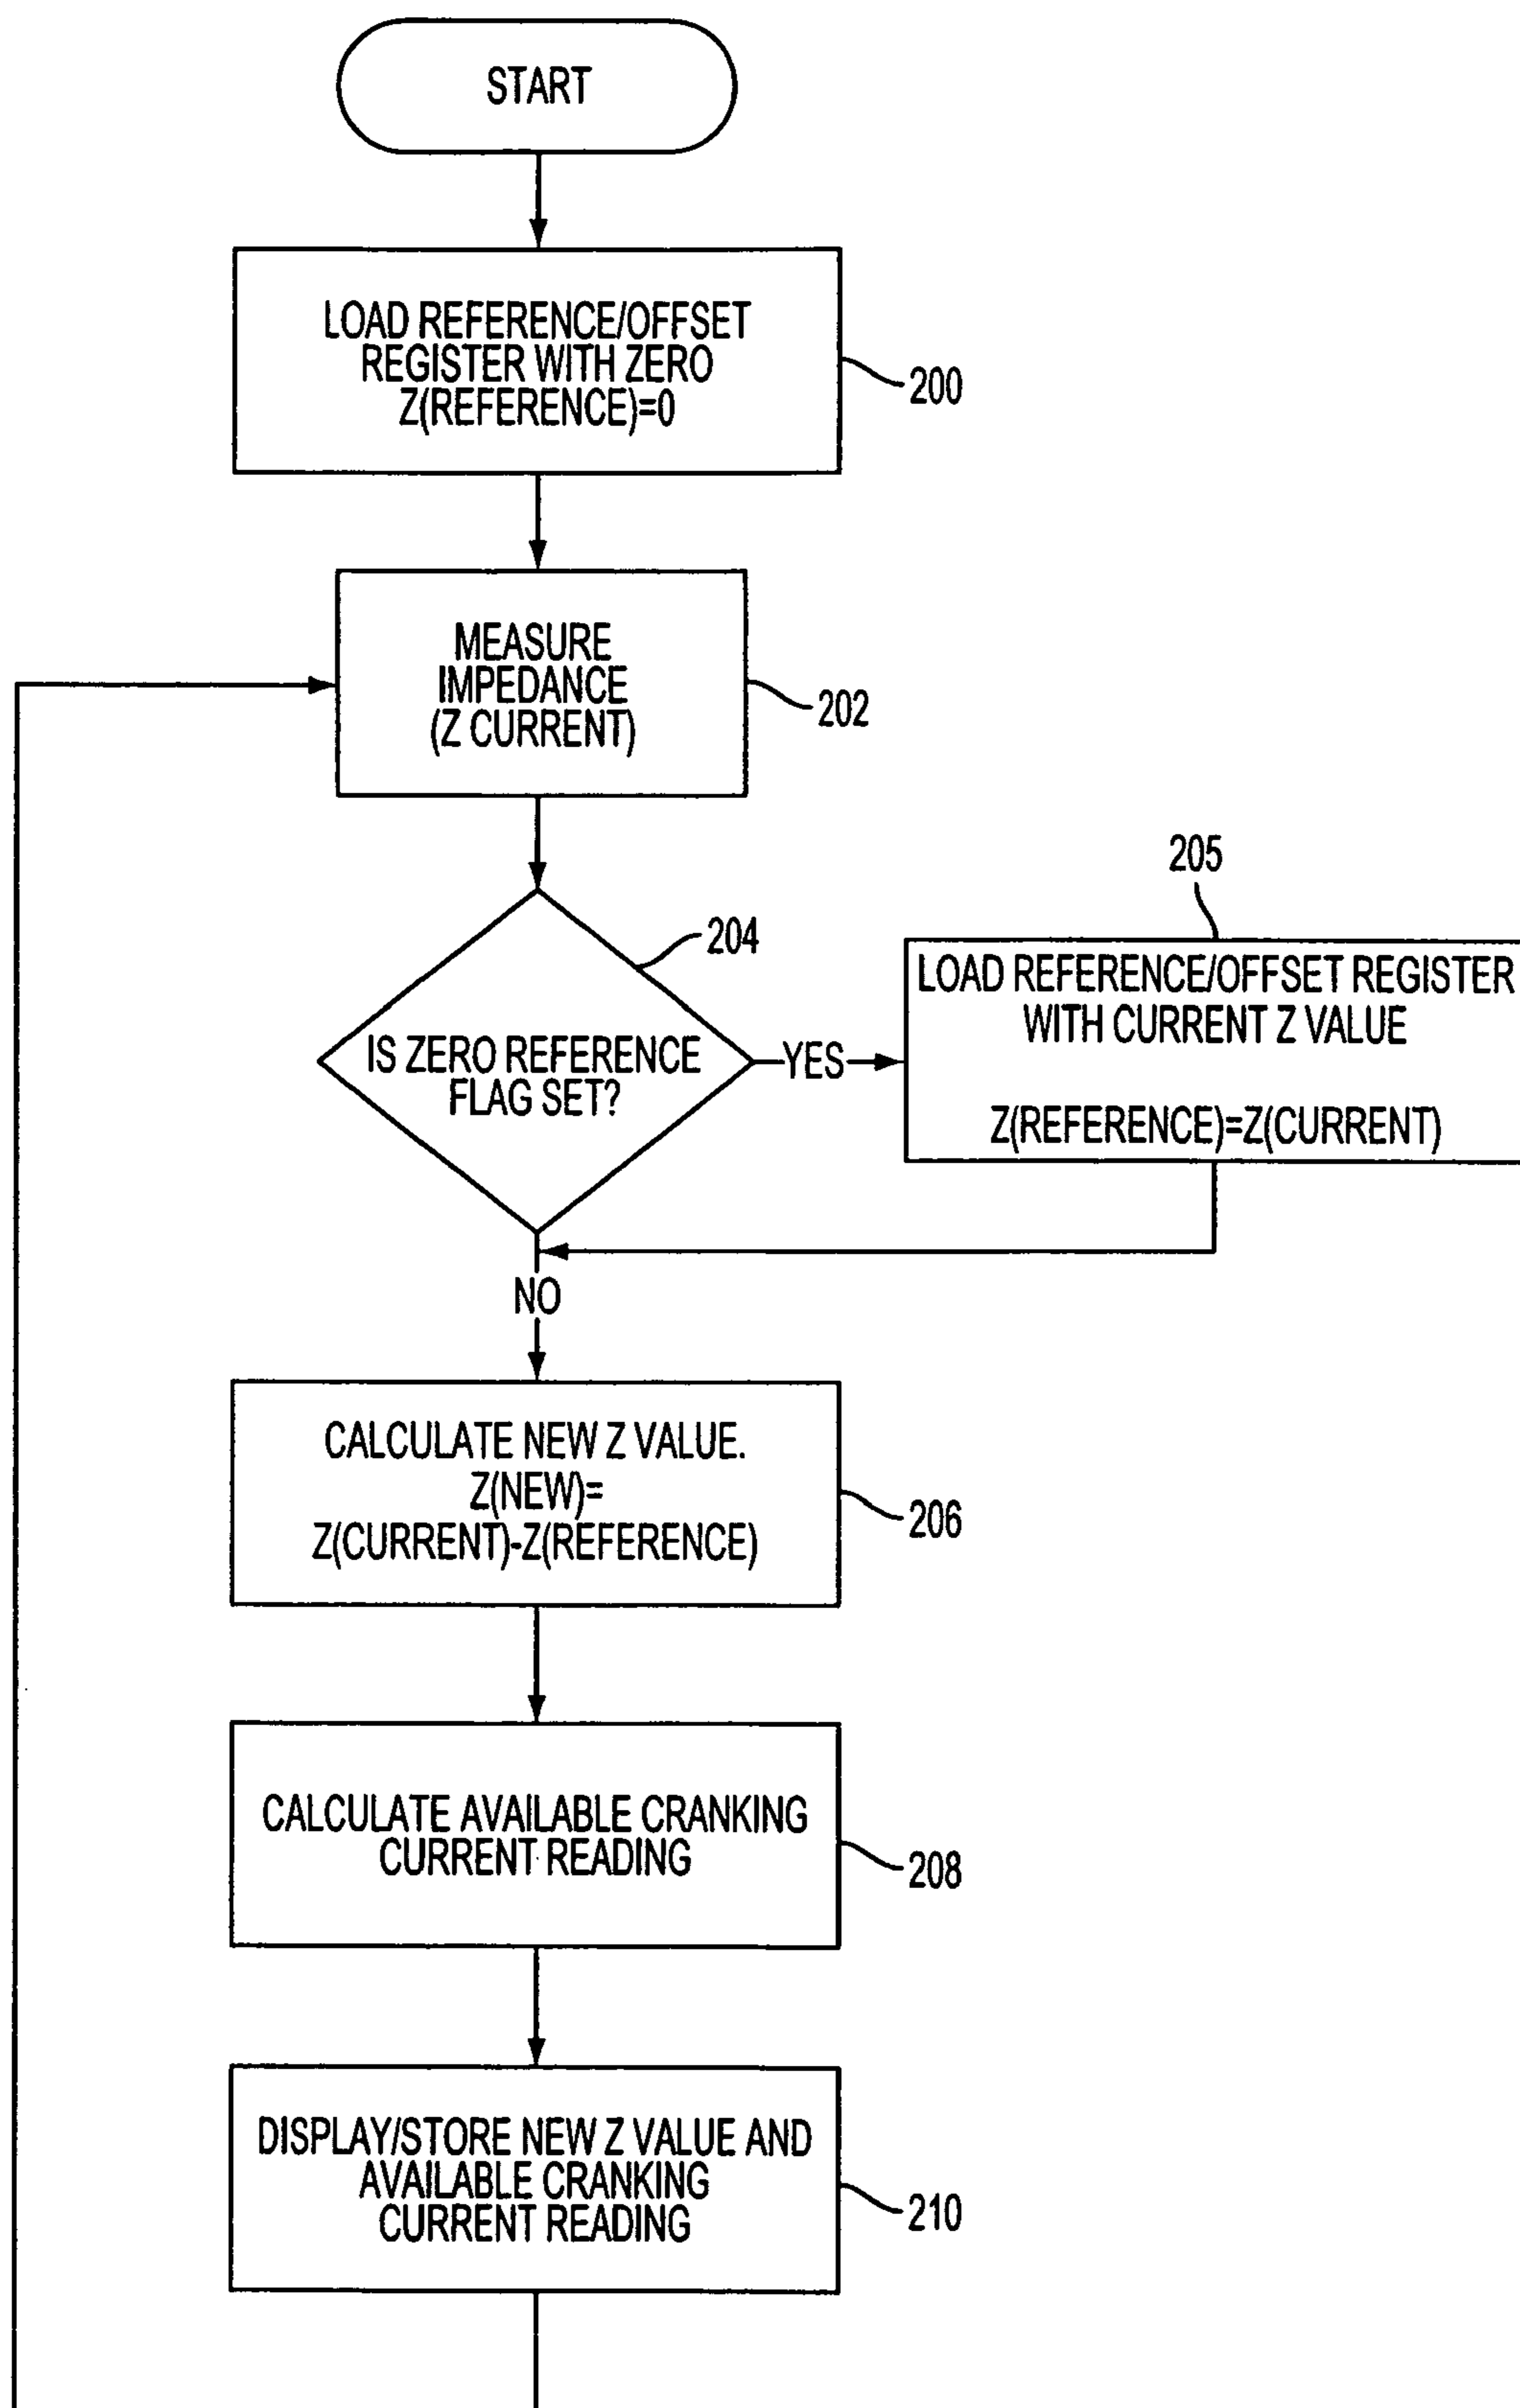 START
LOAD REFERENCE/OFFSET
REGISTER WITH ZERO
Z(REFERENCE)=0
200
MEASURE
IMPEDANCE
(Z CURRENT)
202
204
IS ZERO REFERENCE
FLAG SET?
YES
205
LOAD REFERENCE/OFFSET REGISTER
WITH CURRENT Z VALUE
Z(REFERENCE)=Z(CURRENT)
NO
CALCULATE NEW Z VALUE.
Z(NEW)=
Z(CURRENT)-Z(REFERENCE)
206
CALCULATE AVAILABLE CRANKING
CURRENT READING
208
DISPLAY/STORE NEW Z VALUE AND
AVAILABLE CRANKING
CURRENT READING
210